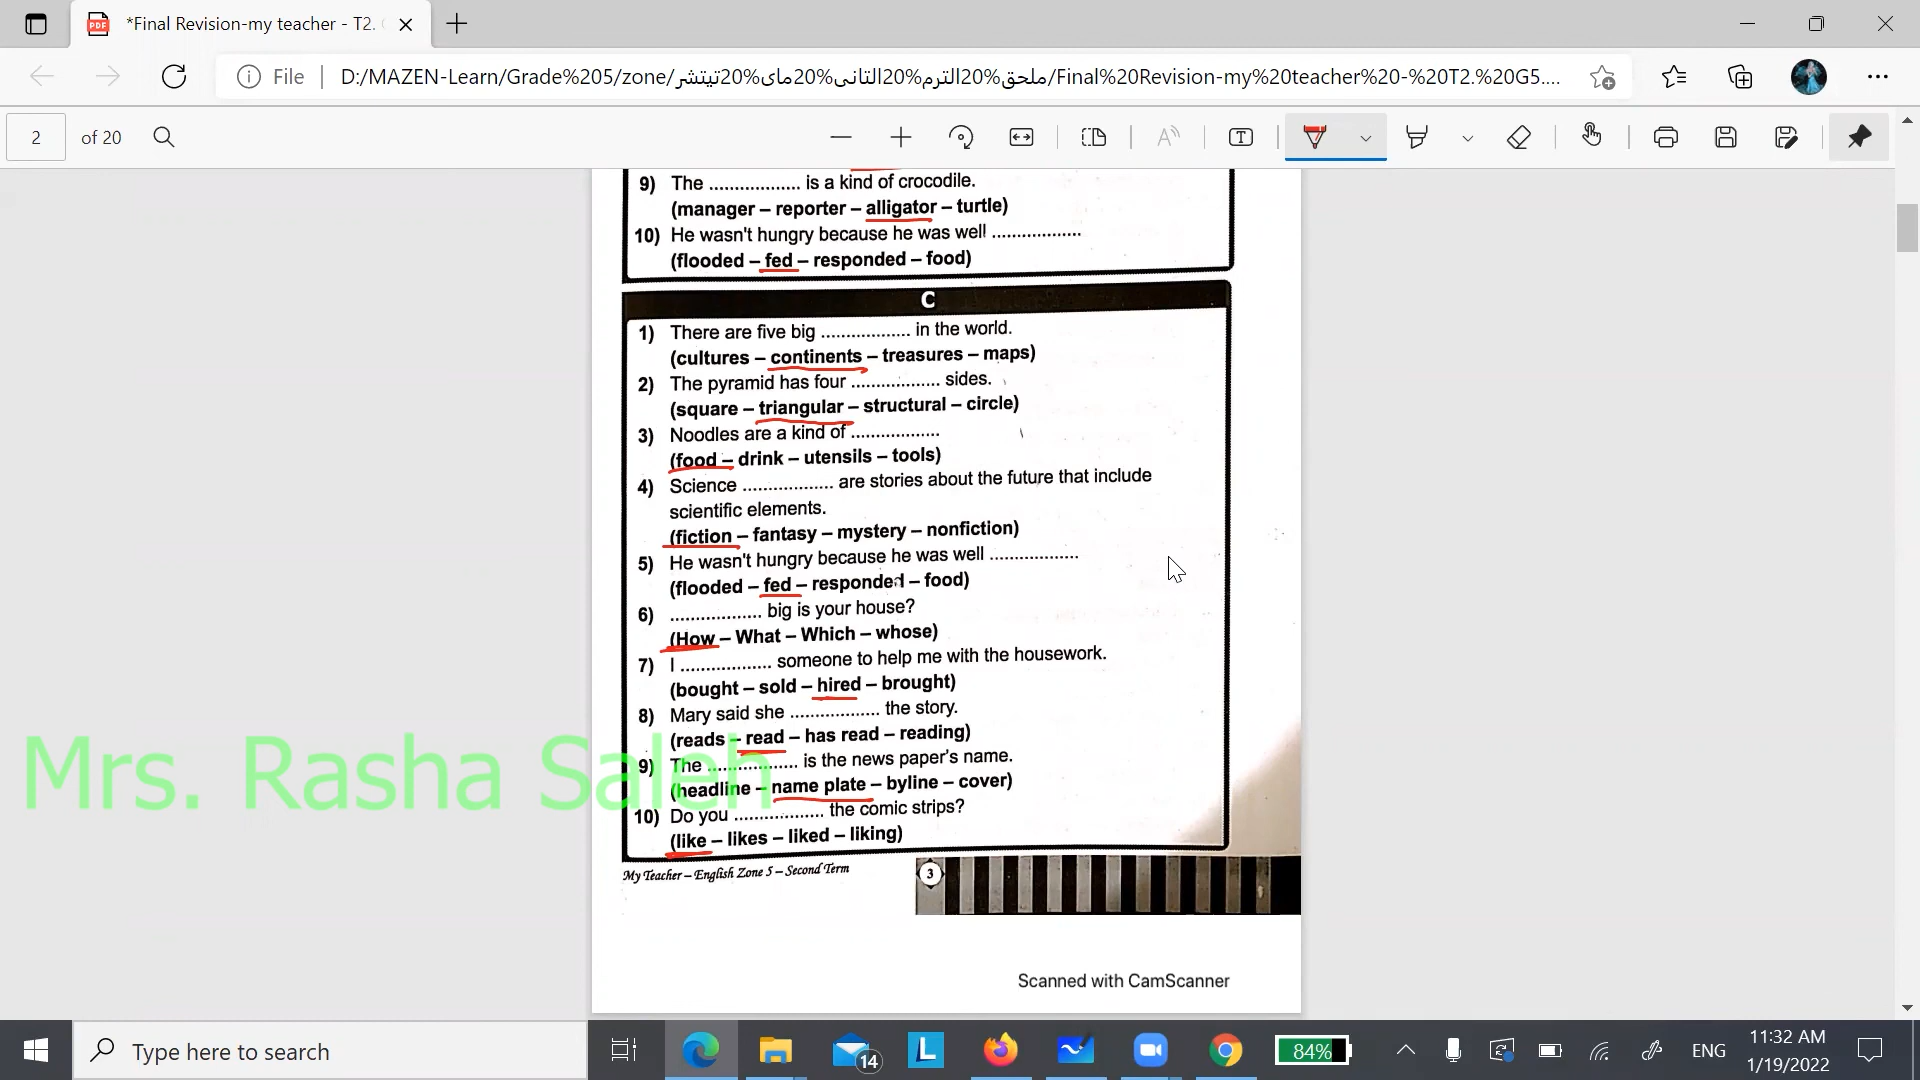 *Final Revision-my teacher - T2.
File
D:/MAZEN-Learn/Grade%205/zone/ملحق%20الترم%20الثانى%20ماى%20تيتشر/Final%20Revision-my%20teacher%20-%20T2.%20G5....
2 of 20
9) The .................. is a kind of crocodile.
(manager – reporter – alligator – turtle)
10) He wasn't hungry because he was well ..................
(flooded – fed – responded – food)
C
1) There are five big .................. in the world.
(cultures – continents – treasures – maps)
2) The pyramid has four .................. sides.
(square – triangular – structural – circle)
3) Noodles are a kind of ..................
(food – drink – utensils – tools)
4) Science .................. are stories about the future that include
scientific elements.
(fiction – fantasy – mystery – nonfiction)
5) He wasn't hungry because he was well ..................
(flooded – fed – responded – food)
6) .................. big is your house?
(How – What – Which – whose)
7) I .................. someone to help me with the housework.
(bought – sold – hired – brought)
8) Mary said she .................. the story.
(reads – read – has read – reading)
9) The .................. is the news paper's name.
(headline – name plate – byline – cover)
10) Do you .................. the comic strips?
(like – likes – liked – liking)
Mrs. Rasha Saleh
My Teacher – English Zone 5 – Second Term
3
Scanned with CamScanner
Type here to search
14
84%
ENG
11:32 AM
1/19/2022